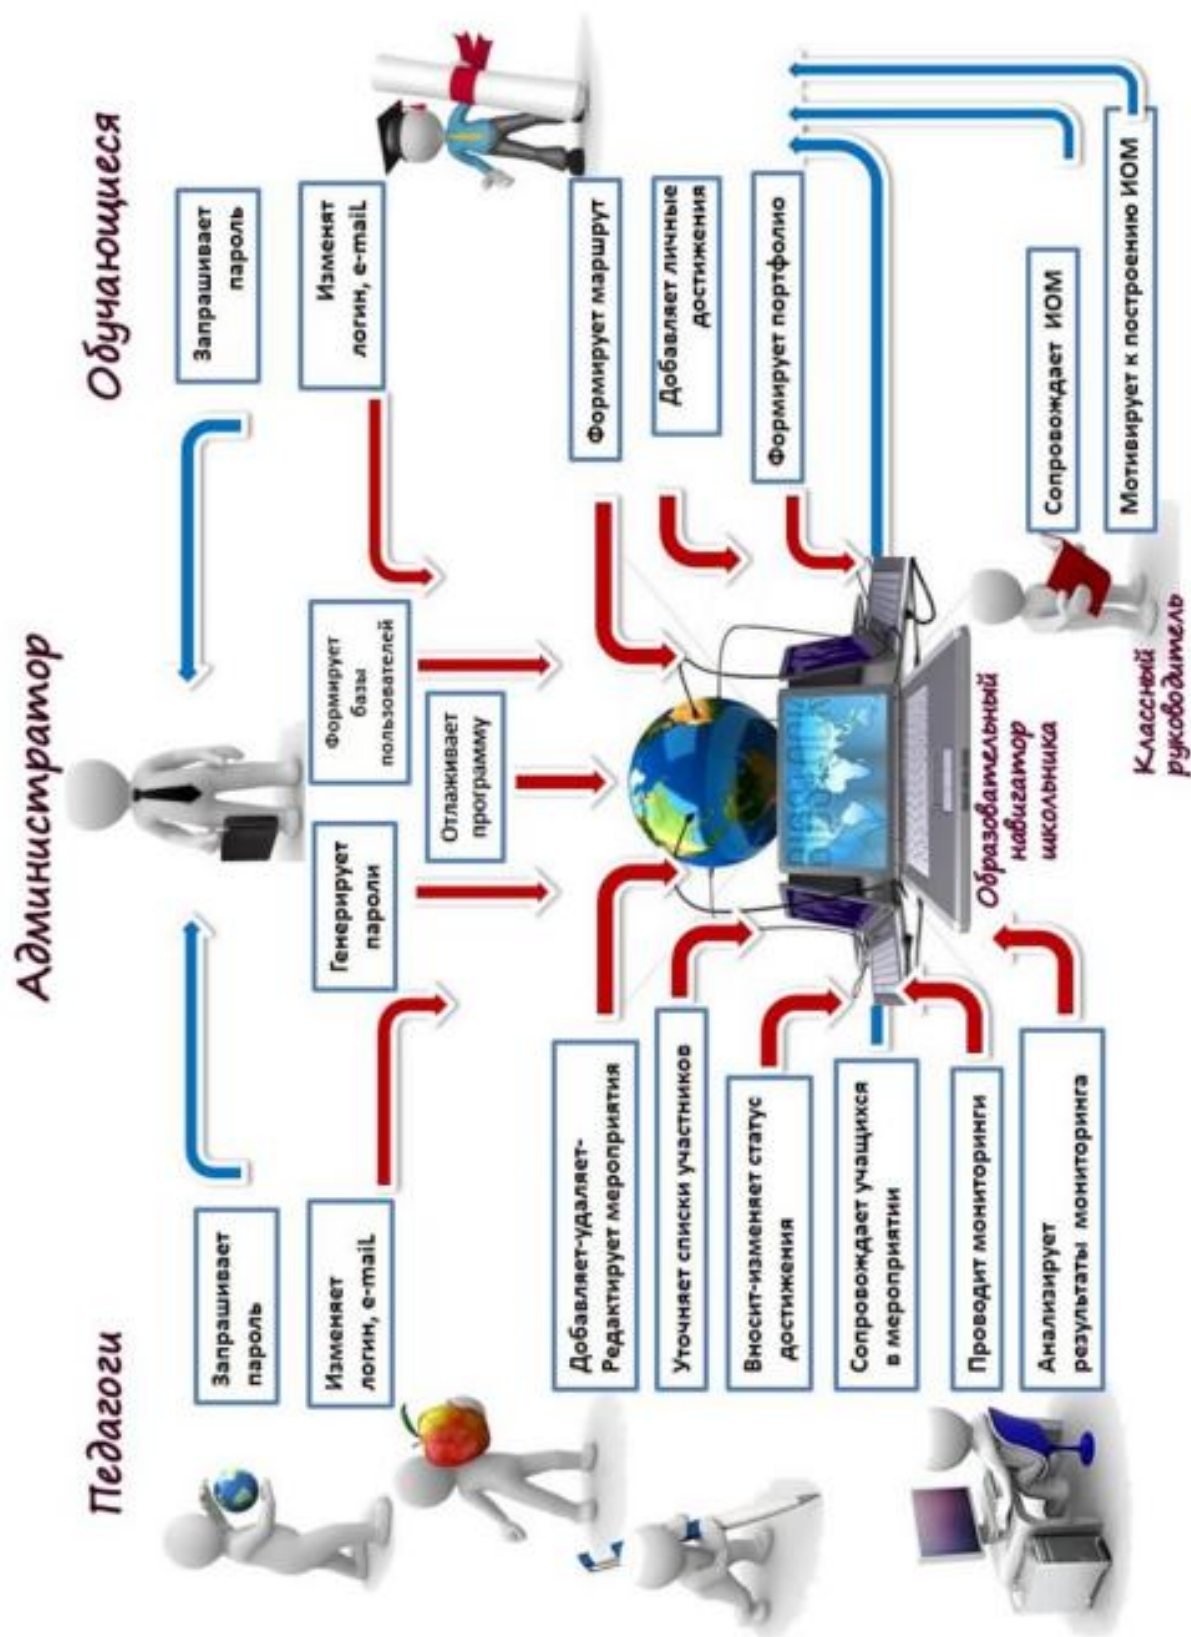 Педагоги
Администратор
Обучающиеся
Запрашивает
пароль
Изменяет
логин, e-maiL
Добавляет-удаляет-
Редактирует мероприятия
Уточняет списки участников
Вносит-изменяет статус
достижения
Сопровождает учащихся
в мероприятии
Проводит мониторинги
Анализирует
результаты мониторинга
Генерирует
пароли
Формирует
базы
пользователей
Отлаживает
программу
Образовательный
навигатор
школьника
Запрашивает
пароль
Изменят
логин, e-maiL
Формирует маршрут
Добавляет личные
достижения
Формирует портфолио
Сопровождает ИОМ
Мотивирует к построению ИОМ
Классный
руководитель